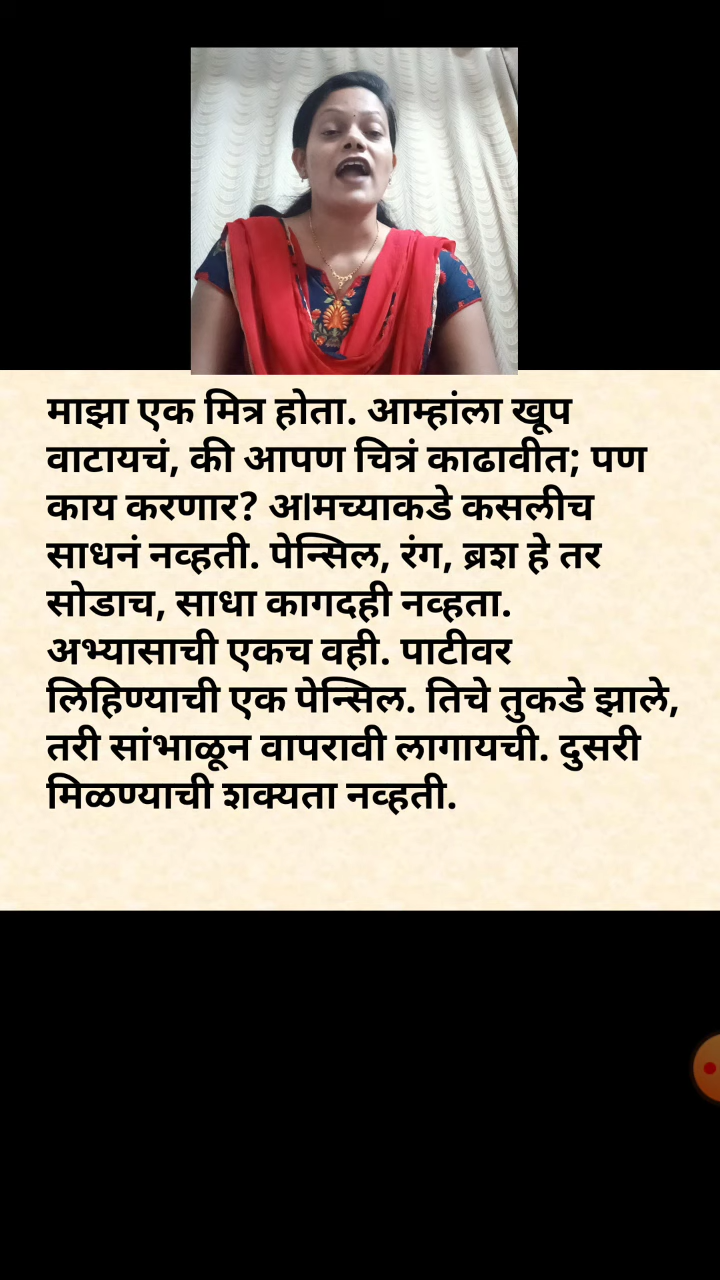 माझा एक मित्र होता. आम्हांला खूप
वाटायचं, की आपण चित्रं काढावीत; पण
काय करणार? अIमच्याकडे कसलीच
साधनं नव्हती. पेन्सिल, रंग, ब्रश हे तर
सोडाच, साधा कागदही नव्हता.
अभ्यासाची एकच वही. पाटीवर
लिहिण्याची एक पेन्सिल. तिचे तुकडे झाले,
तरी सांभाळून वापरावी लागायची. दुसरी
मिळण्याची शक्यता नव्हती.